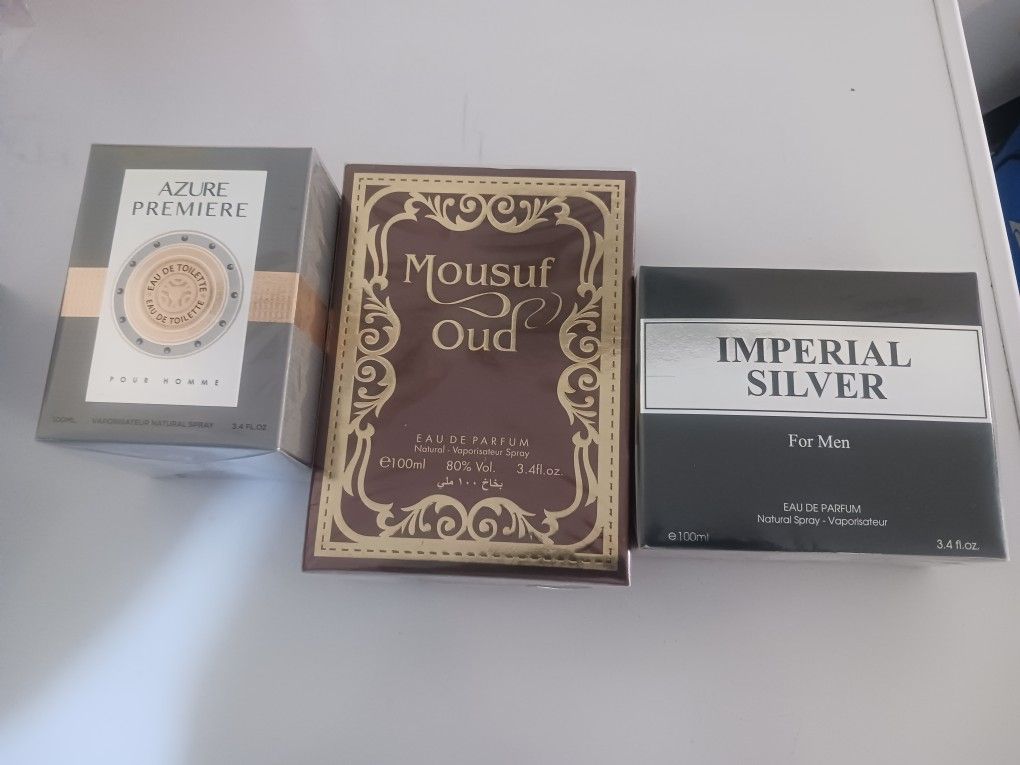 AZURE
PREMIERE
EAU DE TOILETTE
EAU DE TOILETTE
POUR HOMME
100ML VAPORISATEUR NATURAL SPRAY 3.4 FL.OZ
Mousuf
Oud
EAU DE PARFUM
Natural - Vaporisateur Spray
℮100ml 80% Vol. 3.4fl.oz.
بخاخ ١٠٠ ملي
IMPERIAL
SILVER
For Men
EAU DE PARFUM
Natural Spray - Vaporisateur
℮100ml 3.4 fl.oz.